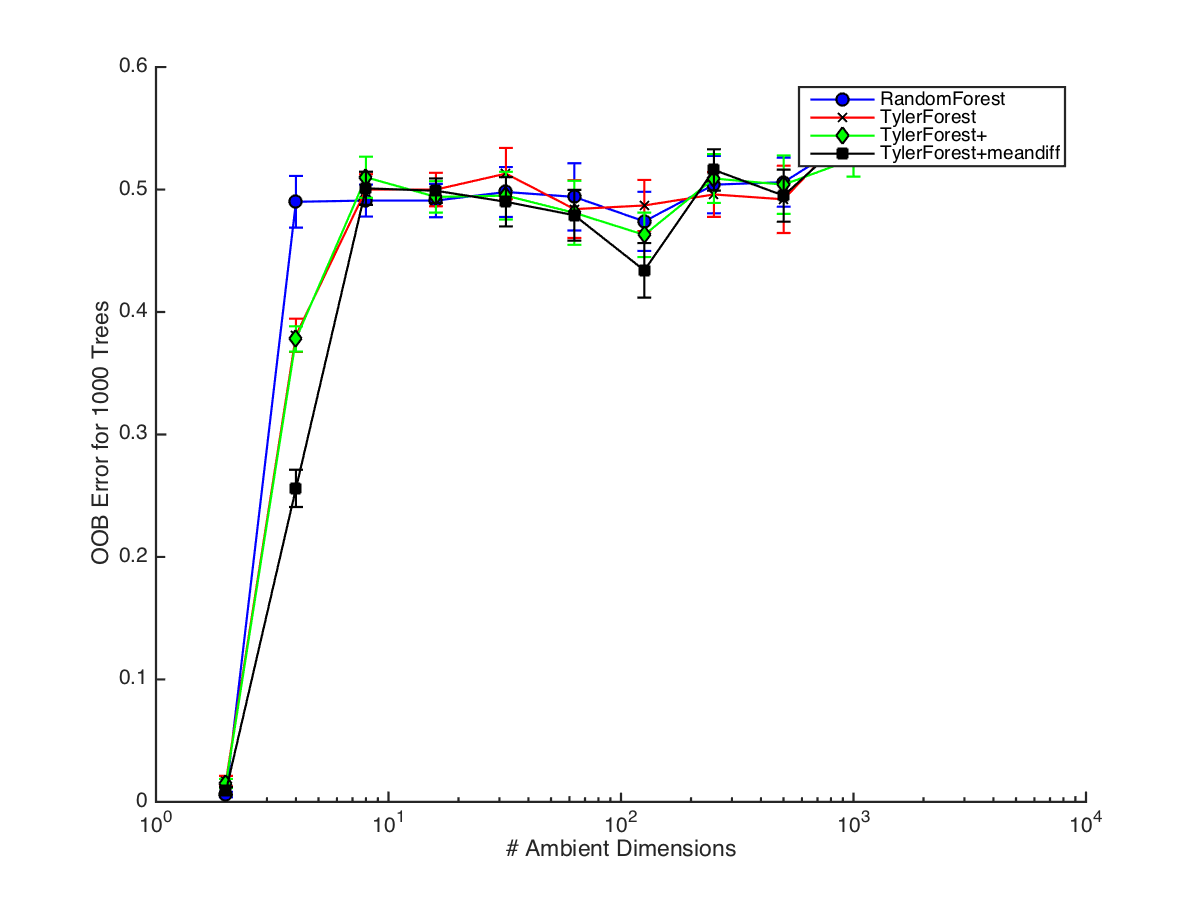 0.6
0.5
0.4
0.3
0.2
0.1
0
OOB Error for 1000 Trees
RandomForest
TylerForest
TylerForest+
TylerForest+meandiff
10^0
10^1
10^2
10^3
10^4
# Ambient Dimensions